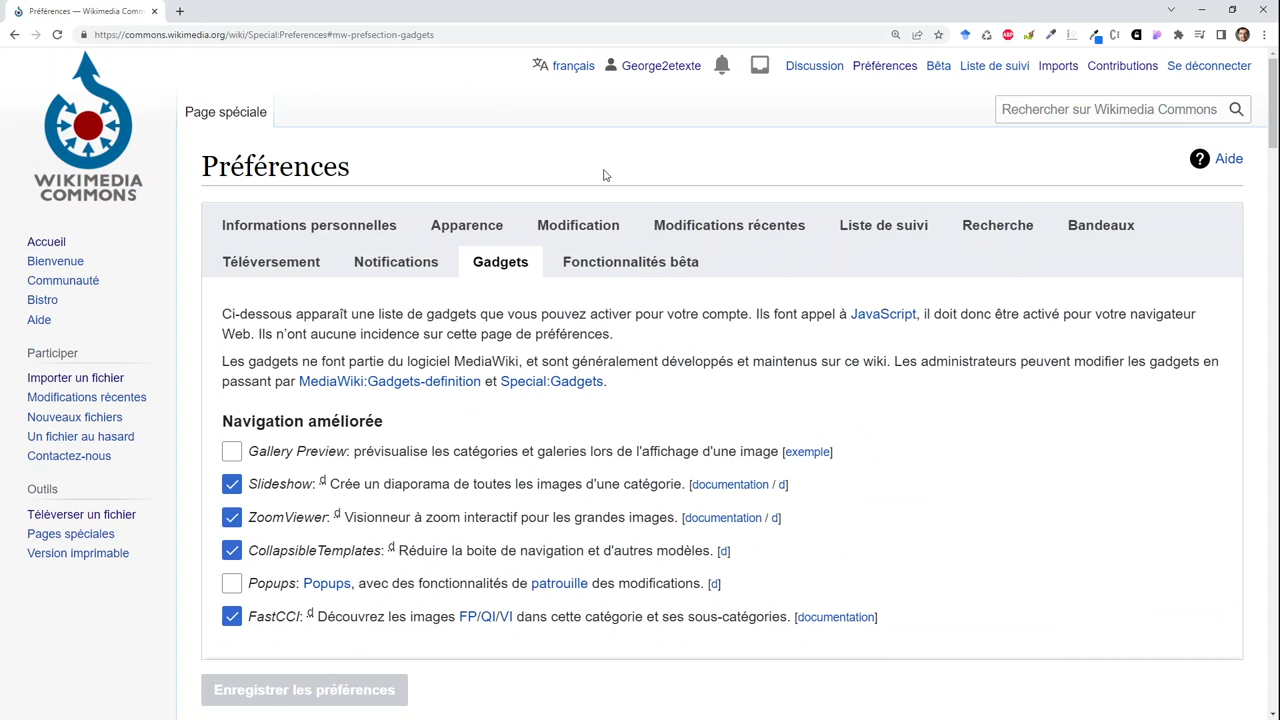 Préférences — Wikimedia Comm
https://commons.wikimedia.org/wiki/Special:Preferences#mw-prefsection-gadgets
français George2etexte Discussion Préférences Bêta Liste de suivi Imports Contributions Se déconnecter
Page spéciale
Rechercher sur Wikimedia Commons
WIKIMEDIA
COMMONS
Préférences
Aide
Accueil
Bienvenue
Communauté
Bistro
Aide
Participer
Importer un fichier
Modifications récentes
Nouveaux fichiers
Un fichier au hasard
Contactez-nous
Outils
Téléverser un fichier
Pages spéciales
Version imprimable
Informations personnelles Apparence Modification Modifications récentes Liste de suivi Recherche Bandeaux
Téléversement Notifications Gadgets Fonctionnalités bêta
Ci-dessous apparaît une liste de gadgets que vous pouvez activer pour votre compte. Ils font appel à JavaScript, il doit donc être activé pour votre navigateur
Web. Ils n’ont aucune incidence sur cette page de préférences.
Les gadgets ne font partie du logiciel MediaWiki, et sont généralement développés et maintenus sur ce wiki. Les administrateurs peuvent modifier les gadgets en
passant par MediaWiki:Gadgets-definition et Special:Gadgets.
Navigation améliorée
Gallery Preview: prévisualise les catégories et galeries lors de l'affichage d'une image [exemple]
Slideshow: d Crée un diaporama de toutes les images d'une catégorie. [documentation / d]
ZoomViewer: d Visionneur à zoom interactif pour les grandes images. [documentation / d]
CollapsibleTemplates: d Réduire la boite de navigation et d'autres modèles. [d]
Popups: Popups, avec des fonctionnalités de patrouille des modifications. [d]
FastCCI: d Découvrez les images FP/QI/VI dans cette catégorie et ses sous-catégories. [documentation]
Enregistrer les préférences